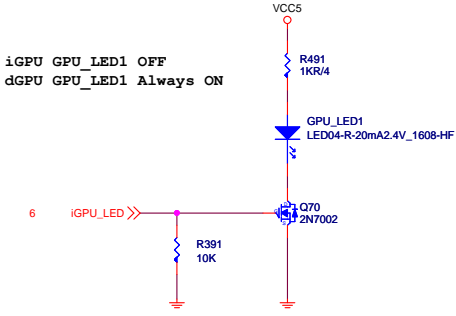 VCC5
iGPU GPU_LED1 OFF
dGPU GPU_LED1 Always ON
R491
1KR/4
GPU_LED1
LED04-R-20mA2.4V_1608-HF
Q70
2N7002
6 iGPU_LED
R391
10K